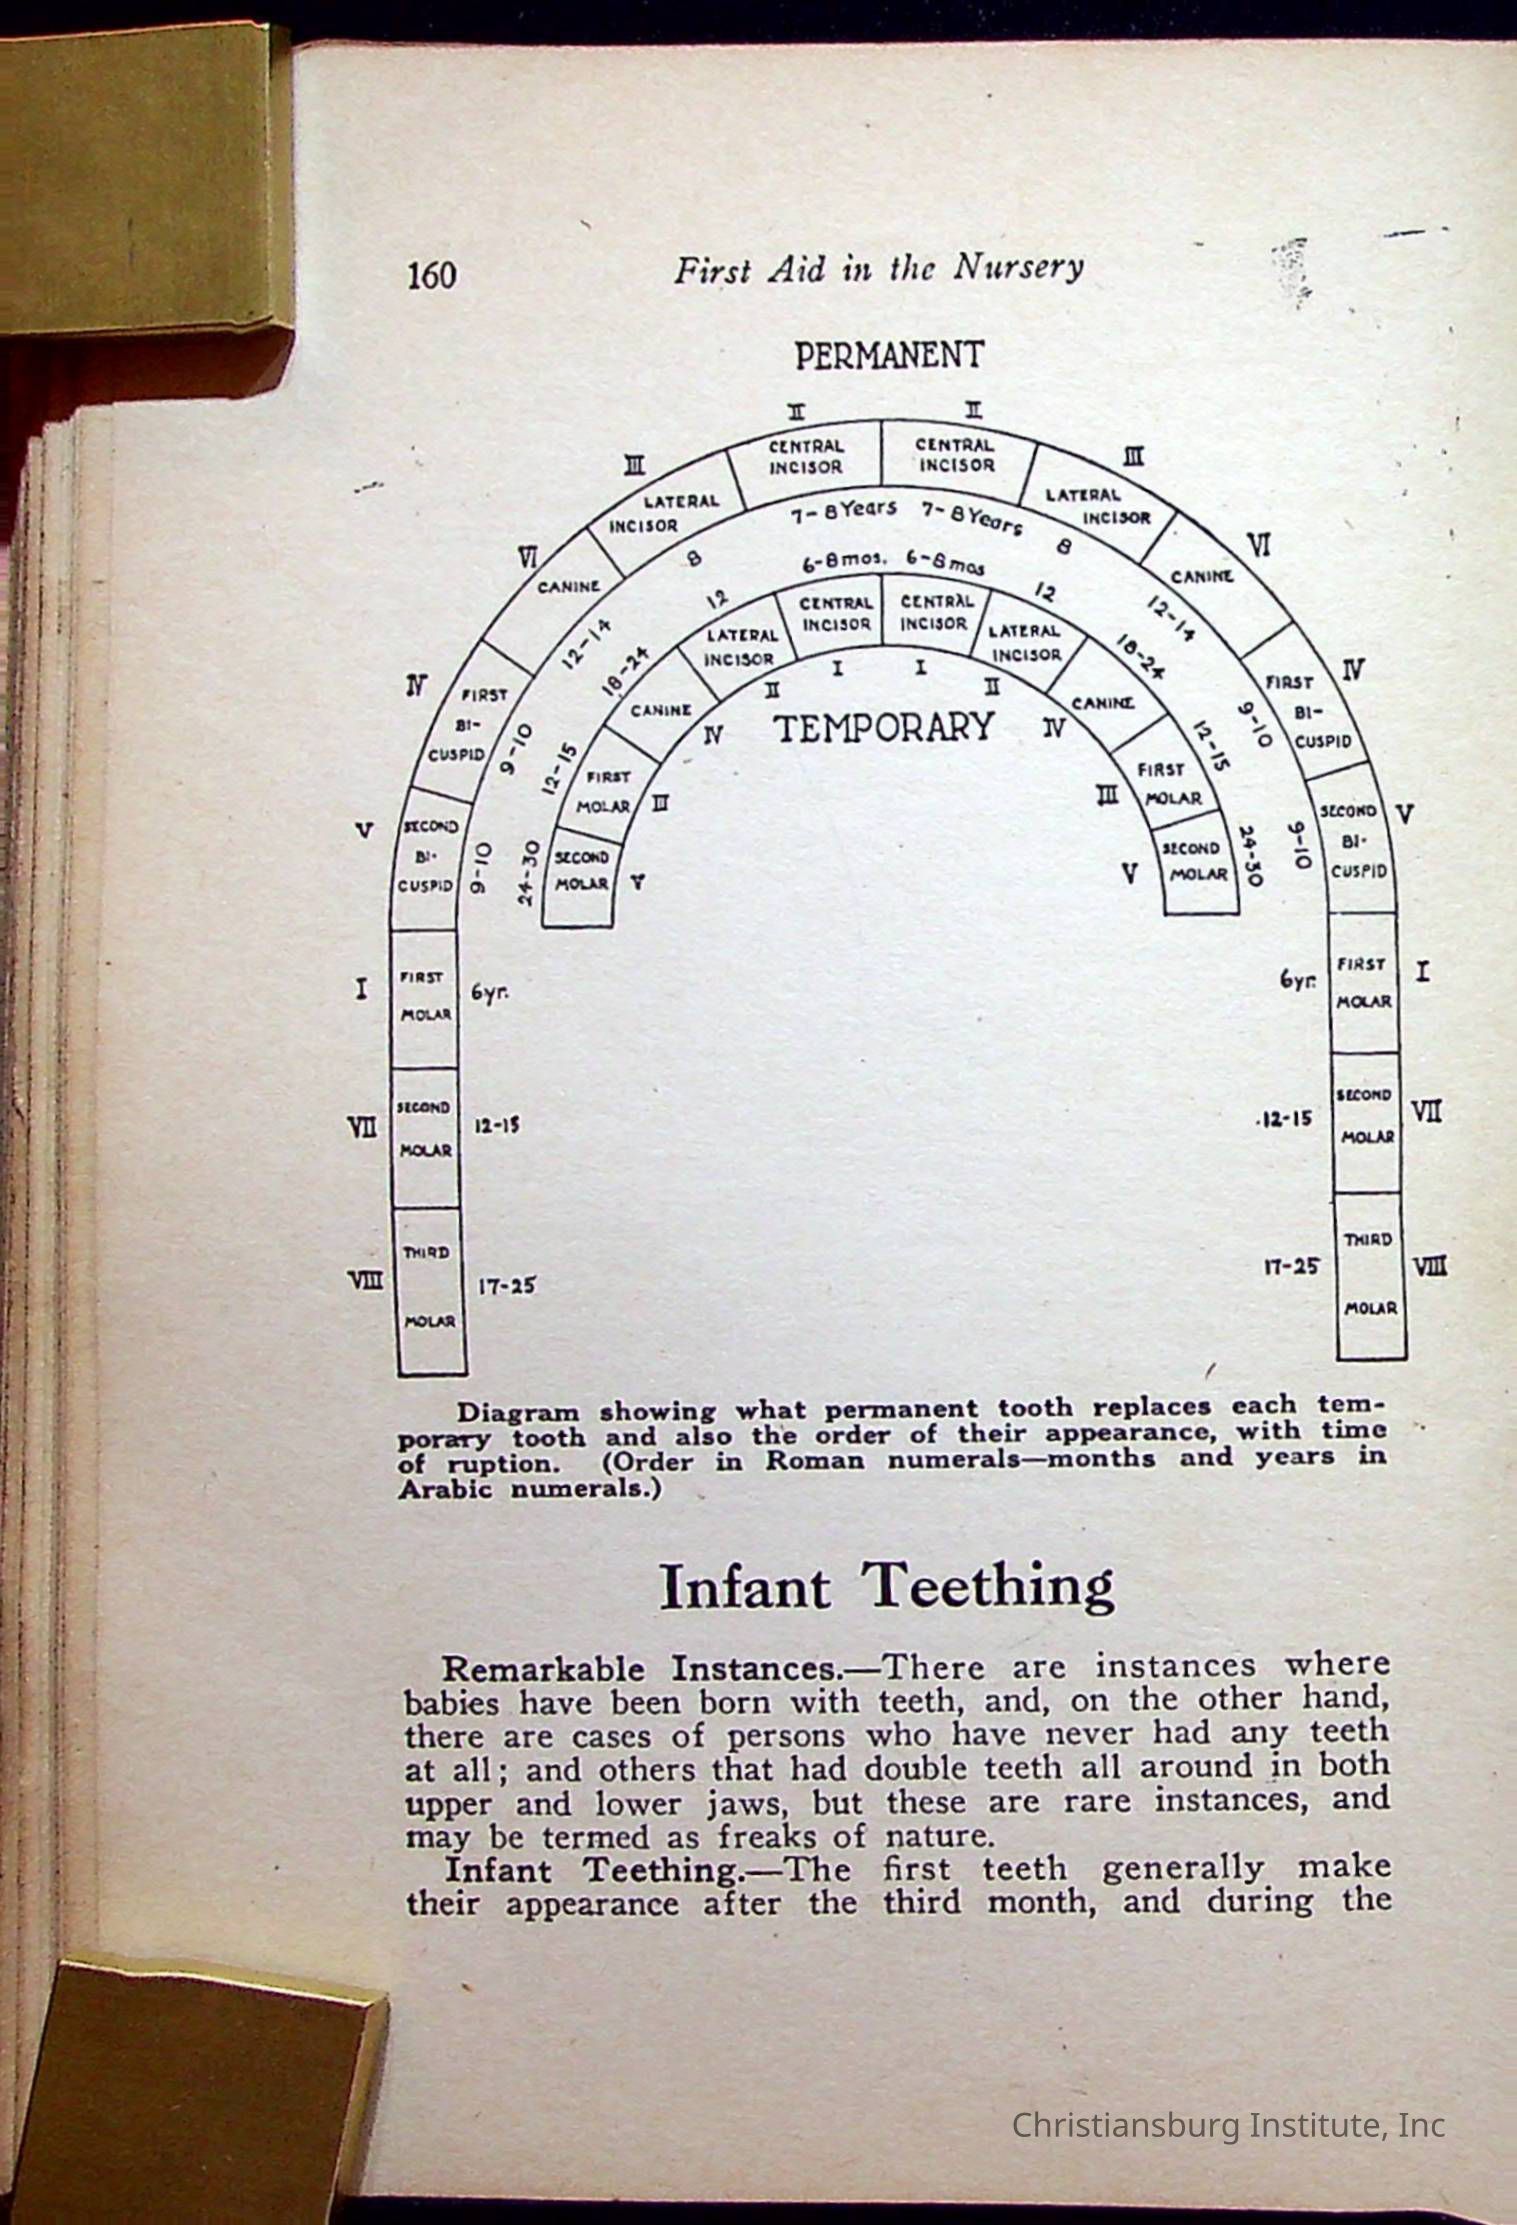 160 First Aid in the Nursery
PERMANENT
II II
III III
CENTRAL INCISOR
CENTRAL INCISOR
LATERAL INCISOR
LATERAL INCISOR
7-8 Years 7-8 Years
VI VI
CANINE
CANINE
8 8
6-8 mos. 6-8 mos
12 12
CENTRAL INCISOR
CENTRAL INCISOR
LATERAL INCISOR
LATERAL INCISOR
12-14 12-14
18-24 18-24
I I
II II
IV IV
FIRST BI-CUSPID
FIRST BI-CUSPID
CANINE
CANINE
IV TEMPORARY IV
9-10 9-10
12-15 12-15
FIRST MOLAR
FIRST MOLAR
III III
V V
SECOND BI-CUSPID
SECOND BI-CUSPID
9-10 9-10
24-30 24-30
SECOND MOLAR
SECOND MOLAR
V V
I FIRST MOLAR 6yr.
6yr. FIRST MOLAR I
VII SECOND MOLAR 12-15
12-15 SECOND MOLAR VII
VIII THIRD MOLAR 17-25
17-25 THIRD MOLAR VIII
Diagram showing what permanent tooth replaces each tem-
porary tooth and also the order of their appearance, with time
of ruption. (Order in Roman numerals—months and years in
Arabic numerals.)
Infant Teething
Remarkable Instances.—There are instances where
babies have been born with teeth, and, on the other hand,
there are cases of persons who have never had any teeth
at all; and others that had double teeth all around in both
upper and lower jaws, but these are rare instances, and
may be termed as freaks of nature.
Infant Teething.—The first teeth generally make
their appearance after the third month, and during the
Christiansburg Institute, Inc